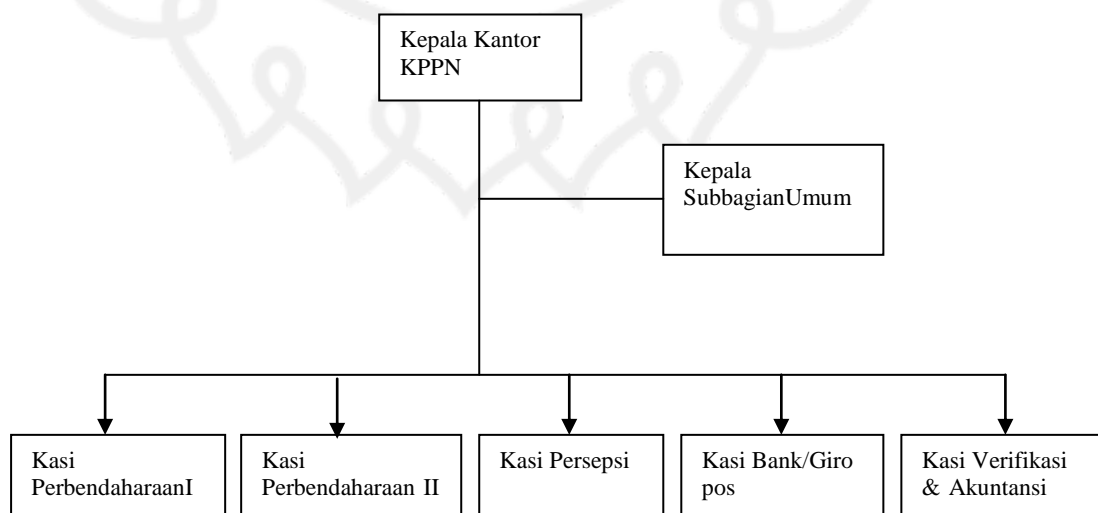 Kepala Kantor
KPPN
Kepala
SubbagianUmum
Kasi
PerbendaharaanI
Kasi
Perbendaharaan II
Kasi Persepsi
Kasi Bank/Giro
pos
Kasi Verifikasi
& Akuntansi